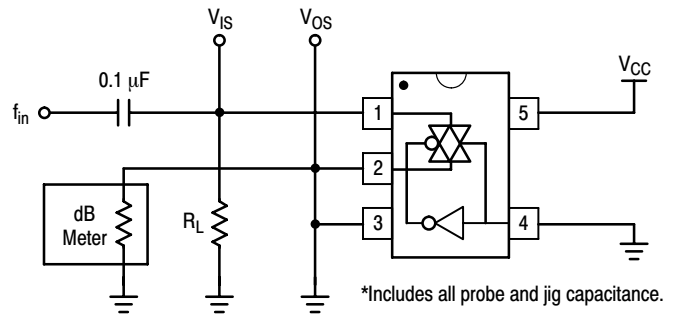 V_IS
V_OS
0.1 μF
V_CC
f_in
1
5
2
dB
Meter
R_L
3
4
*Includes all probe and jig capacitance.